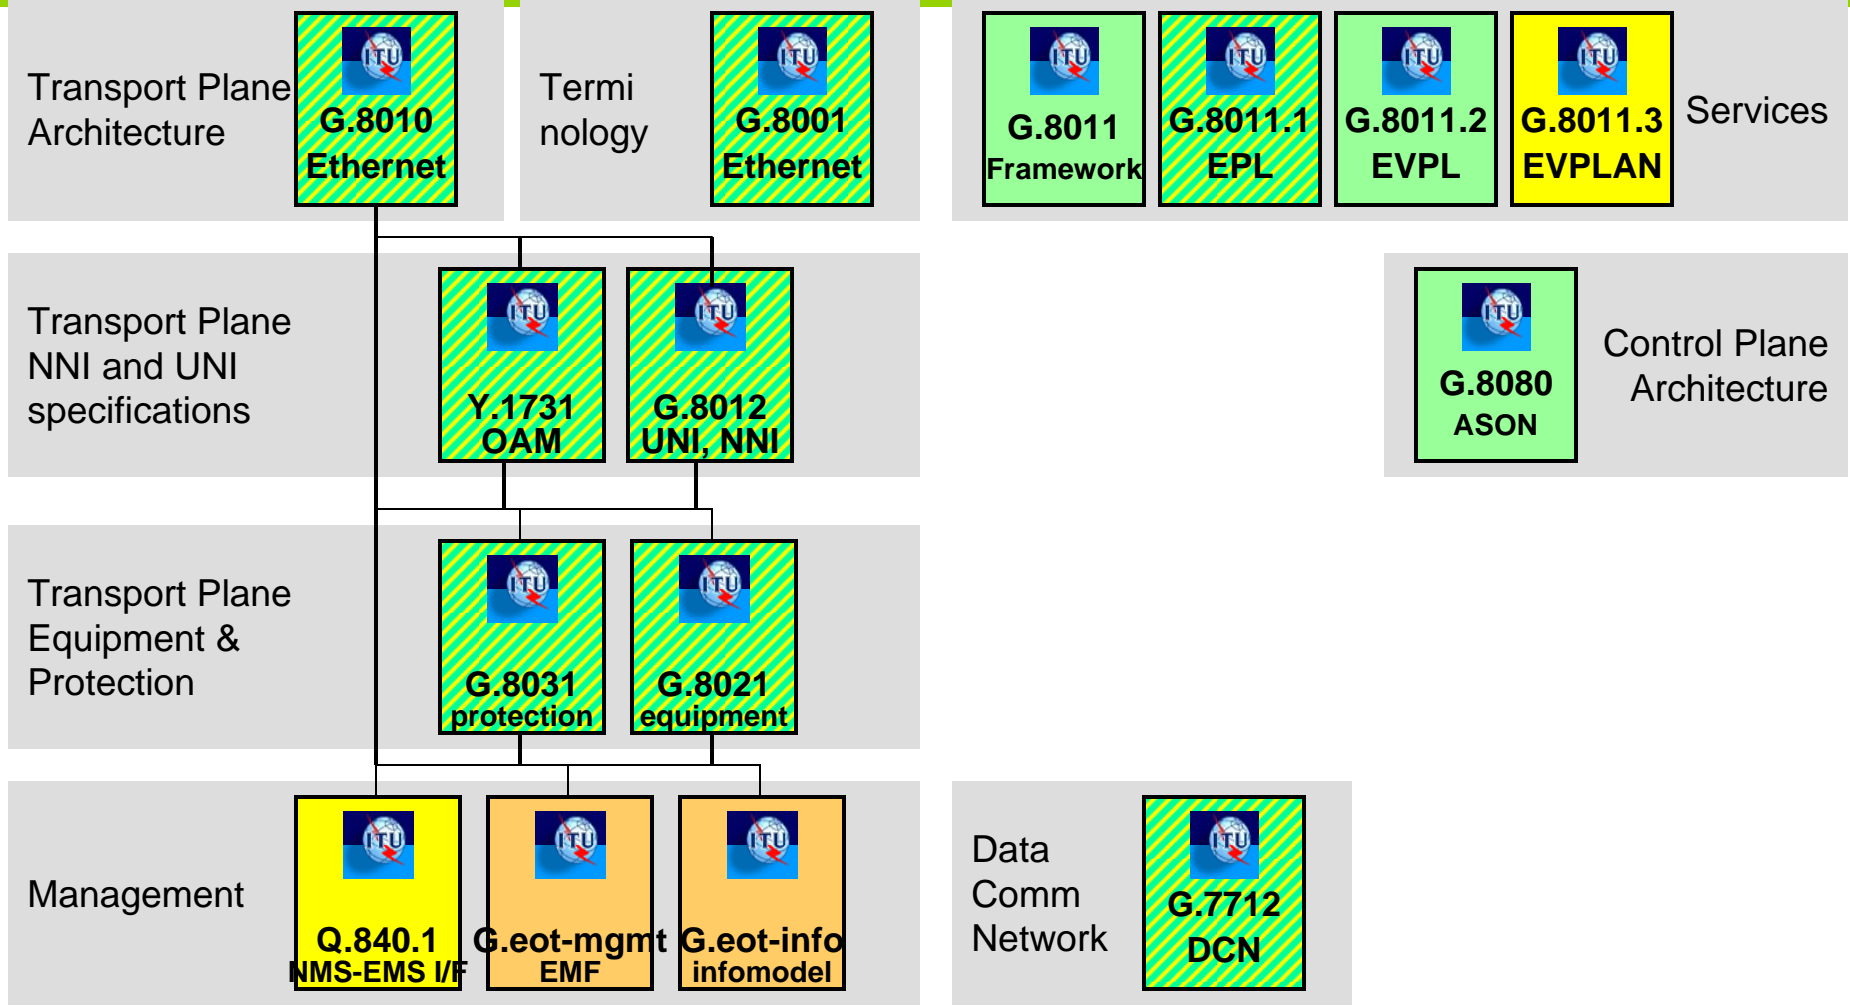 Transport Plane
Architecture
ITU
G.8010
Ethernet
Termi
nology
ITU
G.8001
Ethernet
ITU
G.8011
Framework
ITU
G.8011.1
EPL
ITU
G.8011.2
EVPL
ITU
G.8011.3
EVPLAN
Services
Transport Plane
NNI and UNI
specifications
ITU
Y.1731
OAM
ITU
G.8012
UNI, NNI
ITU
G.8080
ASON
Control Plane
Architecture
Transport Plane
Equipment &
Protection
ITU
G.8031
protection
ITU
G.8021
equipment
Management
ITU
Q.840.1
NMS-EMS I/F
ITU
G.eot-mgmt
EMF
ITU
G.eot-info
infomodel
Data
Comm
Network
ITU
G.7712
DCN